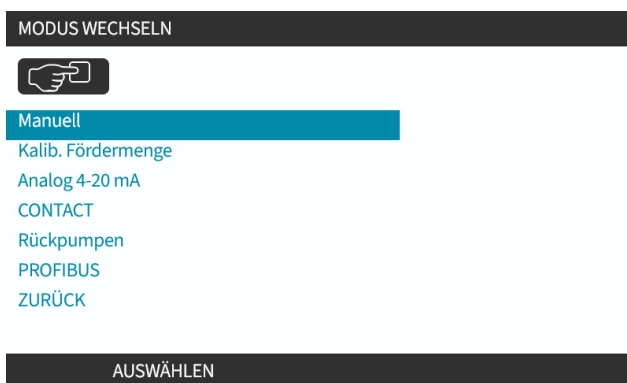 MODUS WECHSELN
Manuell
Kalib. Fördermenge
Analog 4-20 mA
CONTACT
Rückpumpen
PROFIBUS
ZURÜCK
AUSWÄHLEN